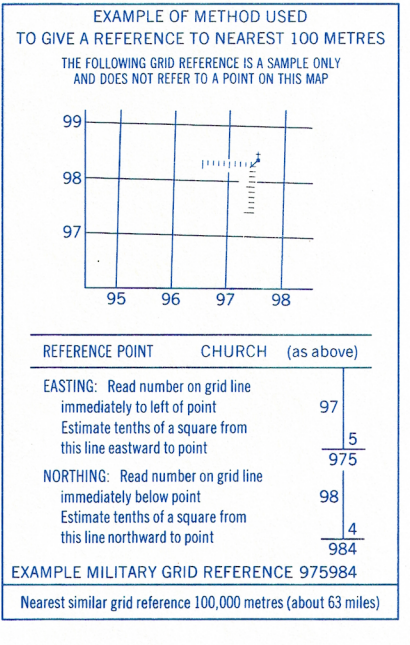 EXAMPLE OF METHOD USED
TO GIVE A REFERENCE TO NEAREST 100 METRES
THE FOLLOWING GRID REFERENCE IS A SAMPLE ONLY
AND DOES NOT REFER TO A POINT ON THIS MAP
99
98
97
95 96 97 98
REFERENCE POINT CHURCH (as above)
EASTING: Read number on grid line
immediately to left of point 97
Estimate tenths of a square from
this line eastward to point 5
975
NORTHING: Read number on grid line
immediately below point 98
Estimate tenths of a square from
this line northward to point 4
984
EXAMPLE MILITARY GRID REFERENCE 975984
Nearest similar grid reference 100,000 metres (about 63 miles)